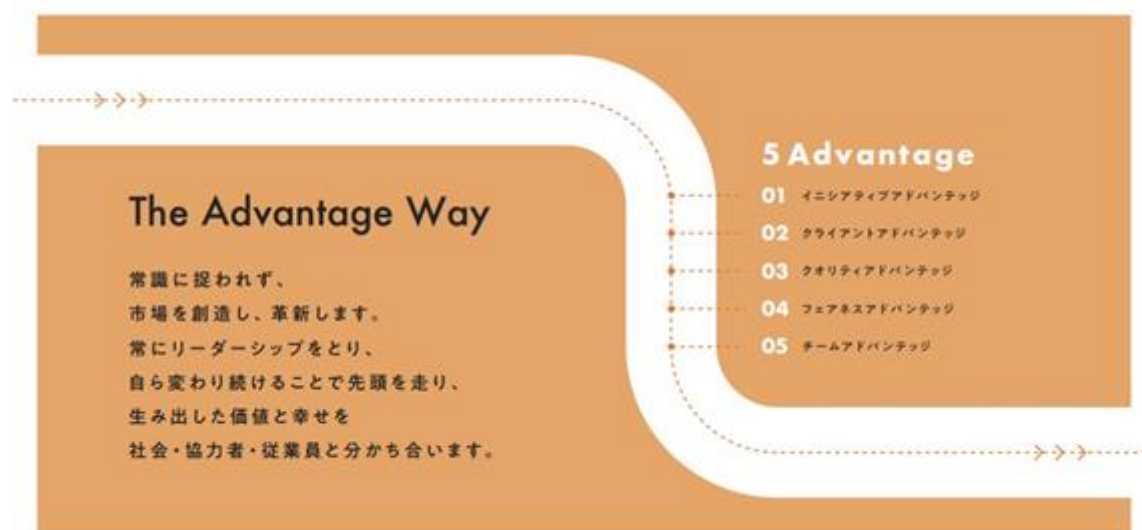 The Advantage Way
常識に捉われず、
市場を創造し、革新します。
常にリーダーシップをとり、
自ら変わり続けることで先頭を走り、
生み出した価値と幸せを
社会・協力者・従業員と分かち合います。
5 Advantage
01 イニシアティブアドバンテッジ
02 クライアントアドバンテッジ
03 クオリティアドバンテッジ
04 フェアネスアドバンテッジ
05 チームアドバンテッジ